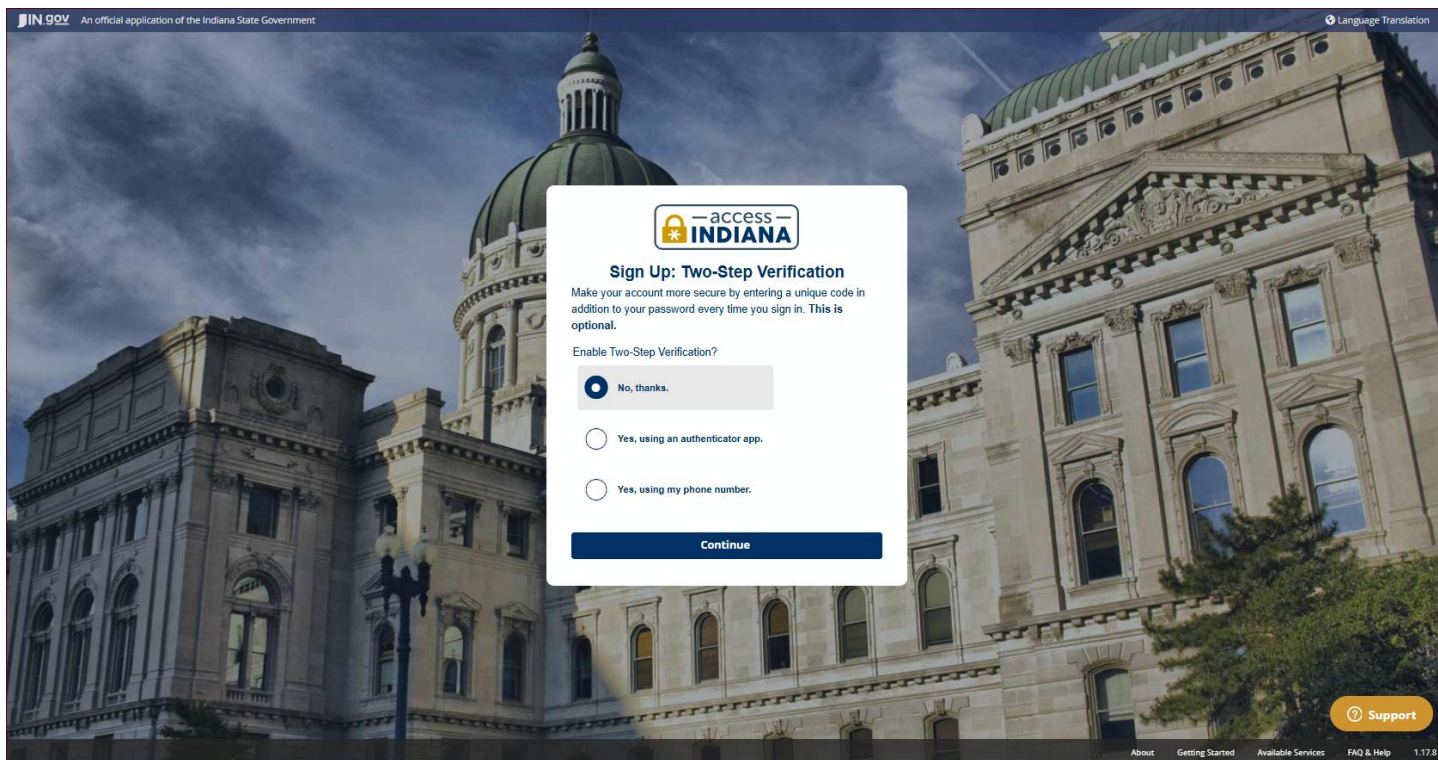 IN.gov An official application of the Indiana State Government
Language Translation
access
INDIANA
Sign Up: Two-Step Verification
Make your account more secure by entering a unique code in
addition to your password every time you sign in. This is
optional.
Enable Two-Step Verification?
No, thanks.
Yes, using an authenticator app.
Yes, using my phone number.
Continue
Support
About Getting Started Available Services FAQ & Help 1.17.8